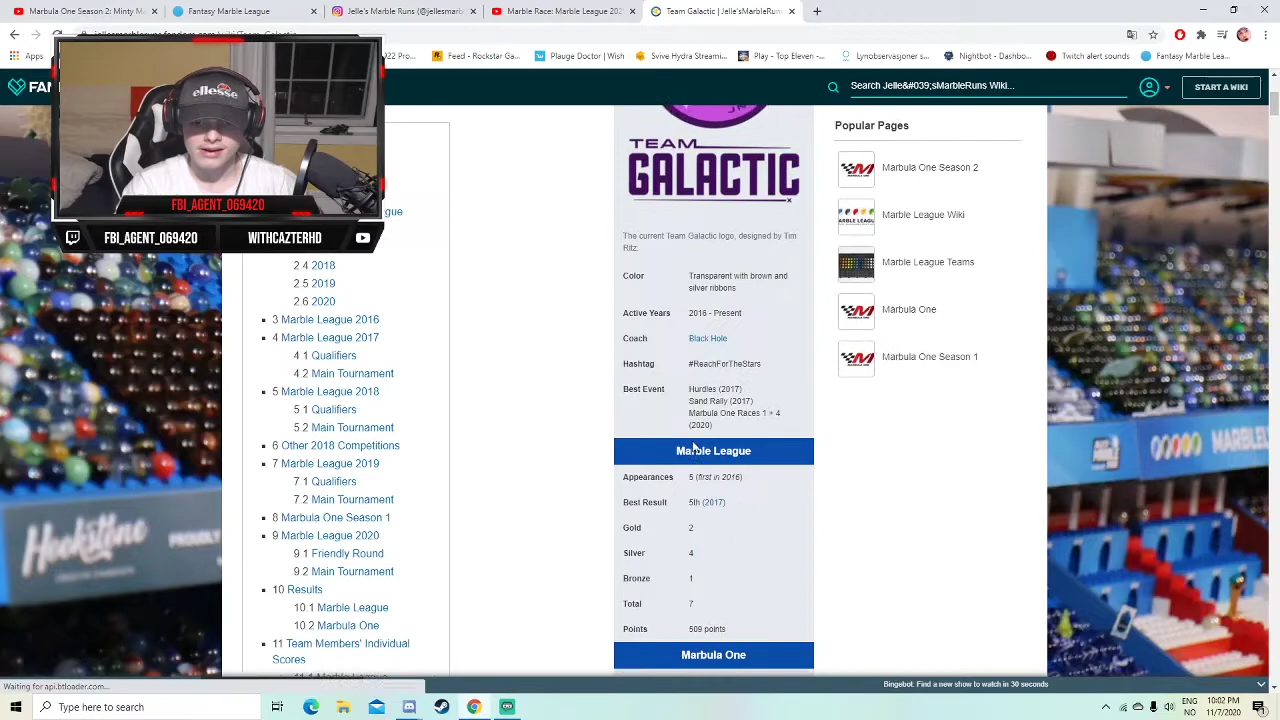 Season 01 - Minty M
Fantasy Marble League
Jelle's Marble Runs (@jellesma
Marble Race: Marble League 20
Team Galactic | Jelle'sMarbleRuns
Apps
2022 Pro...
Feed - Rockstar Ga...
Plauge Doctor | Wish
Svive Hydra Streami...
Play - Zombey At...
Lynobservasjoner i...
Nightbot - Dashbo...
Twitch alert sounds
Fantasy Marble Lea...
FAN
Search Jelle&#039;sMarbleRuns Wiki...
START A WIKI
ellesse
FBI_AGENT_069420
FBI_AGENT_069420
WITHCAZTERHD
gue
2.4 2018
2.5 2019
2.6 2020
3 Marble League 2016
4 Marble League 2017
4.1 Qualifiers
4.2 Main Tournament
5 Marble League 2018
5.1 Qualifiers
5.2 Main Tournament
6 Other 2018 Competitions
7 Marble League 2019
7.1 Qualifiers
7.2 Main Tournament
8 Marbula One Season 1
9 Marble League 2020
9.1 Friendly Round
9.2 Main Tournament
10 Results
10.1 Marble League
10.2 Marbula One
11 Team Members' Individual
Scores
TEAM
GALACTIC
The current Team Galactic logo, designed by Tim
Ritz.
Color Transparent with brown and
silver ribbons
Active Years 2016 - Present
Coach Black Hole
Hashtag #ReachForTheStars
Best Event Hurdles (2017)
Sand Rally (2017)
Marbula One Races 1 + 4
(2020)
Marble League
Appearances 5 (first in 2016)
Best Result 5th (2017)
Gold 2
Silver 4
Bronze 1
Total 7
Points 509 points
Marbula One
Popular Pages
Marbula One Season 2
Marble League Wiki
Marble League Teams
Marbula One
Marbula One Season 1
Waiting for api.btloader.com...
Bingebot: Find a new show to watch in 30 seconds
Type here to search
ENG
NO
10:02 PM
11/7/2020